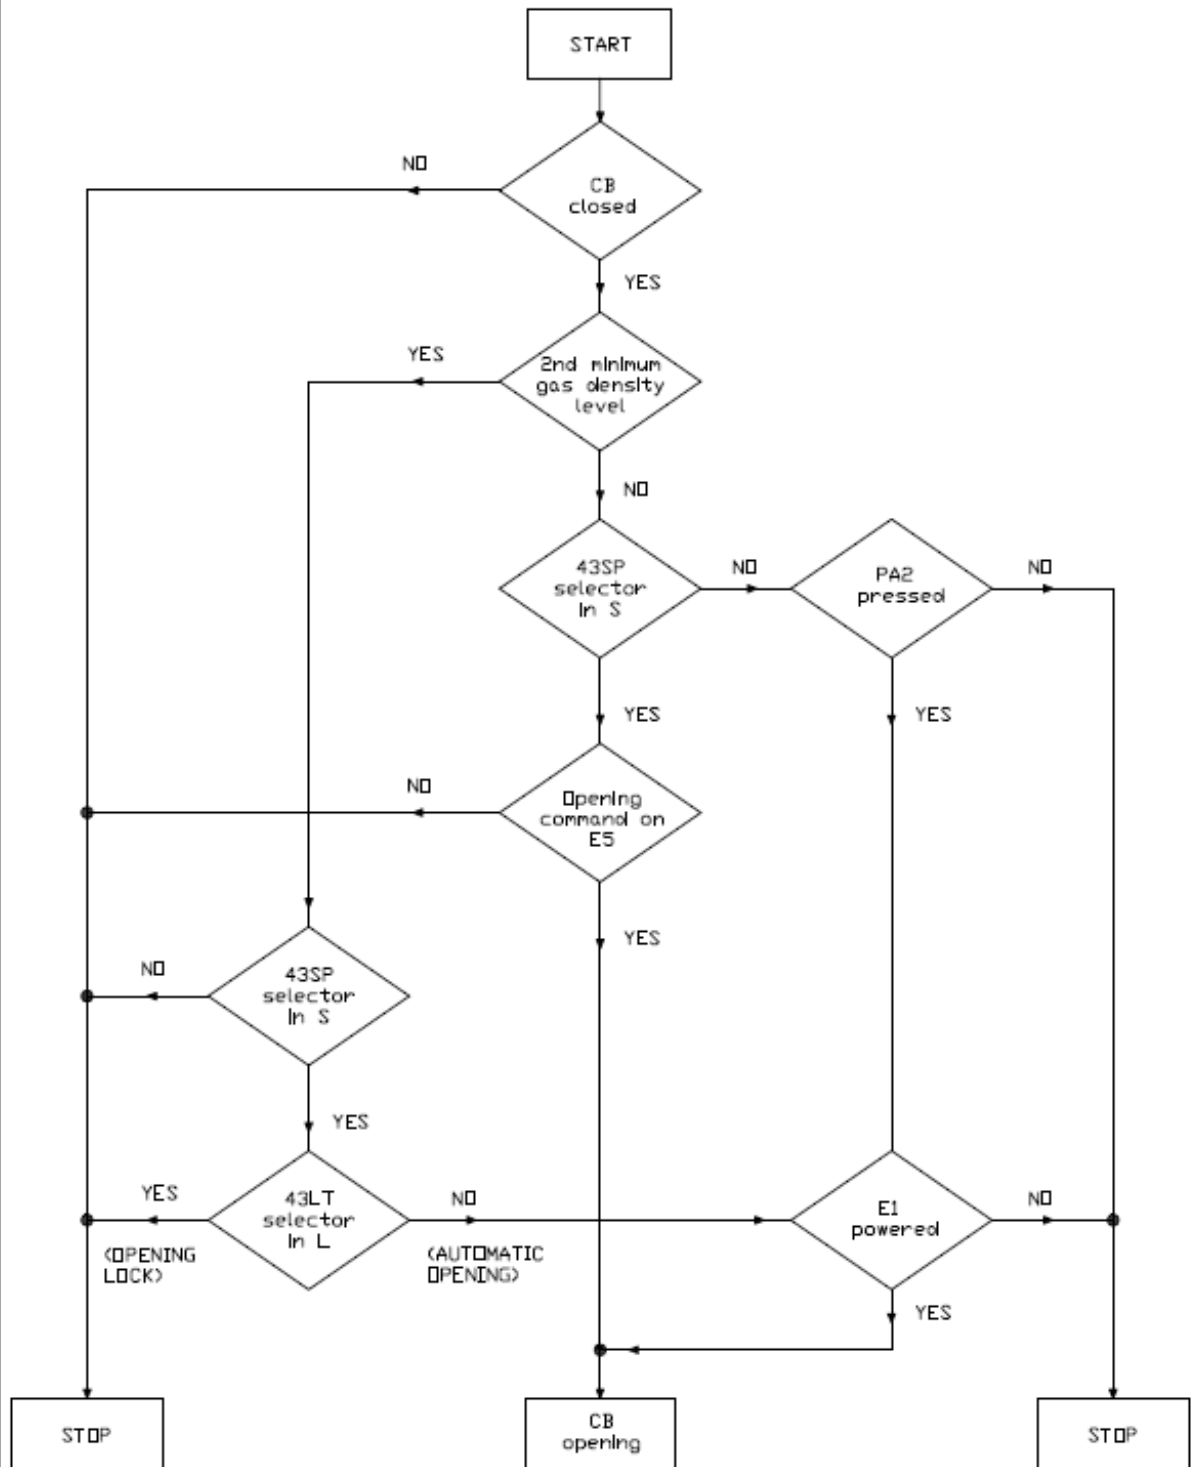 START
NO
CB
closed
YES
YES
2nd minimum
gas density
level
NO
43SP
selector
in S
NO
PA2
pressed
NO
YES
YES
NO
Opening
command on
E5
YES
NO
43SP
selector
in S
YES
YES
43LT
selector
in L
NO
E1
powered
NO
(OPENING
LOCK)
(AUTOMATIC
OPENING)
YES
STOP
CB
opening
STOP